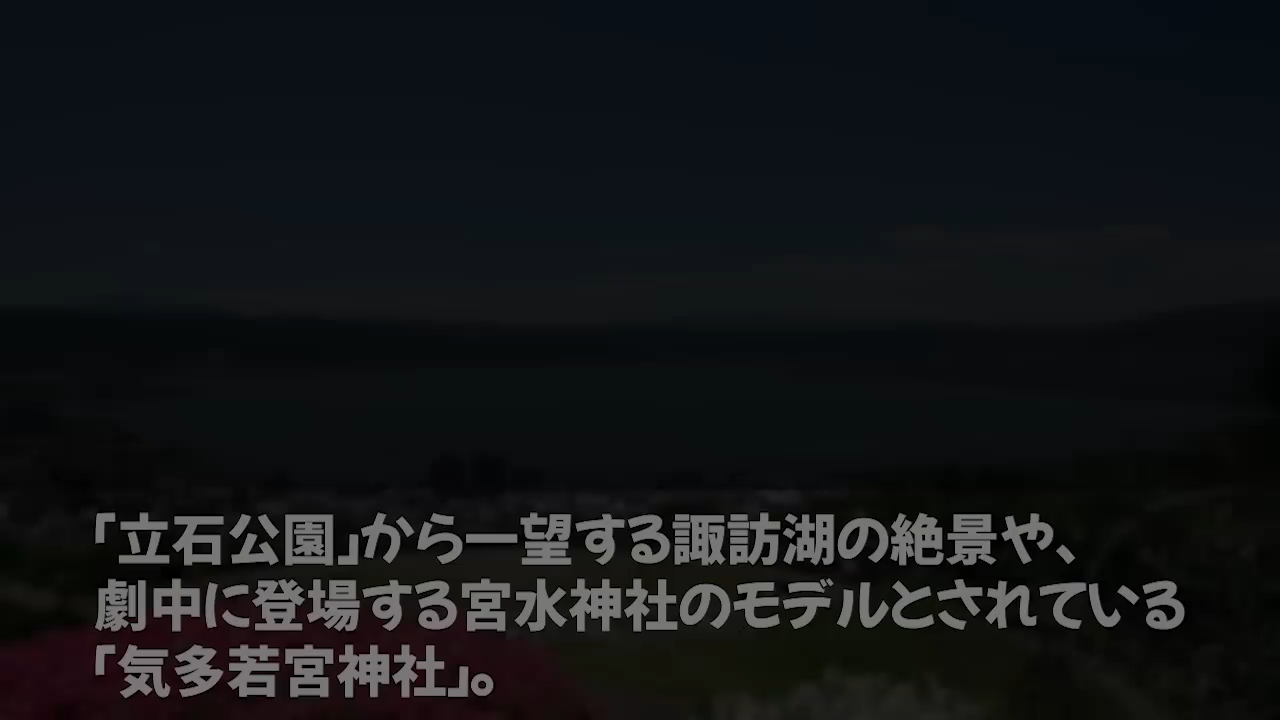 「立石公園」から一望する諏訪湖の絶景や、
劇中に登場する宮水神社のモデルとされている
「気多若宮神社」。